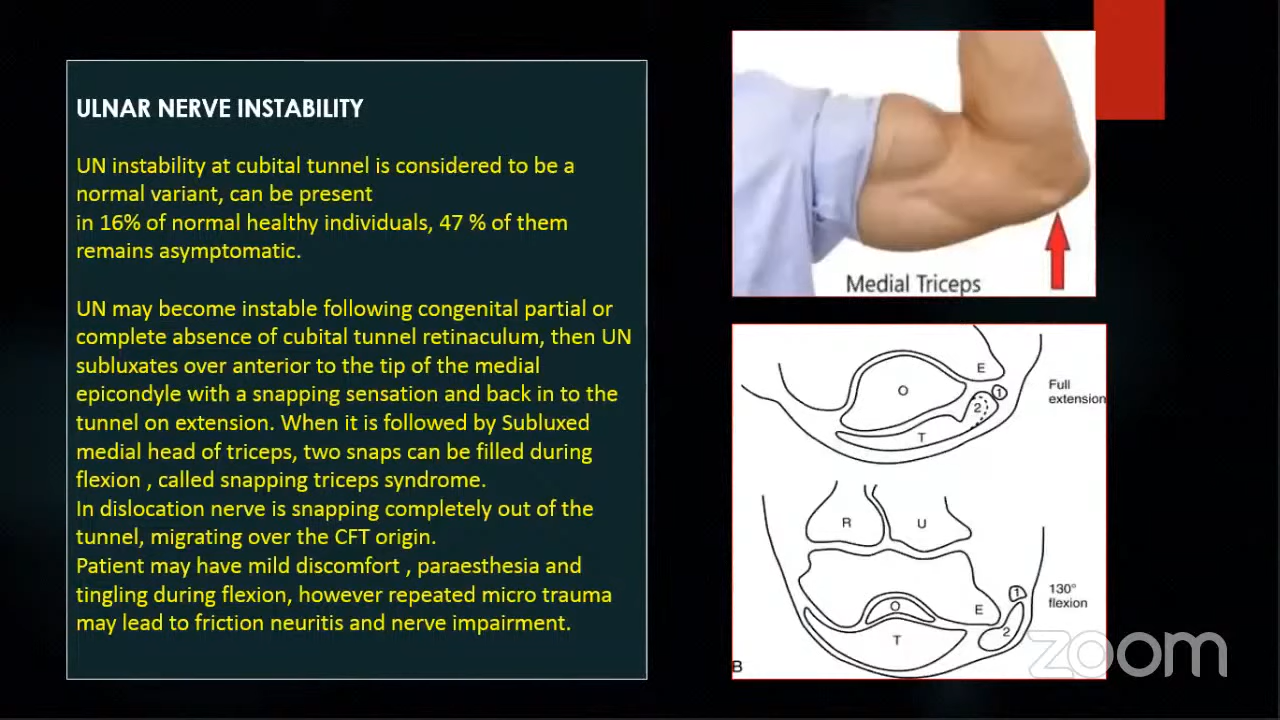 ULNAR NERVE INSTABILITY
UN instability at cubital tunnel is considered to be a
normal variant, can be present
in 16% of normal healthy individuals, 47 % of them
remains asymptomatic.
UN may become instable following congenital partial or
complete absence of cubital tunnel retinaculum, then UN
subluxates over anterior to the tip of the medial
epicondyle with a snapping sensation and back in to the
tunnel on extension. When it is followed by Subluxed
medial head of triceps, two snaps can be filled during
flexion , called snapping triceps syndrome.
In dislocation nerve is snapping completely out of the
tunnel, migrating over the CFT origin.
Patient may have mild discomfort , paraesthesia and
tingling during flexion, however repeated micro trauma
may lead to friction neuritis and nerve impairment.
Medial Triceps
E
O
1
2
T
Full
extension
R
U
O
E
1
2
T
130°
flexion
B
zoom